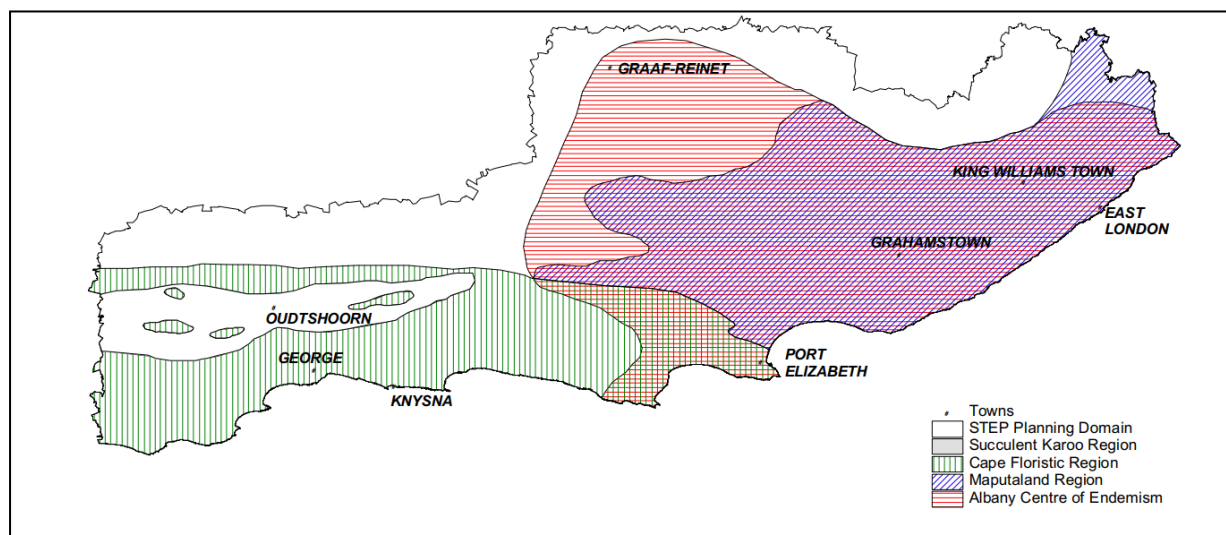 GRAAF-REINET
KING WILLIAMS TOWN
EAST
LONDON
GRAHAMSTOWN
OUDTSHOORN
GEORGE
PORT
ELIZABETH
KNYSNA
Towns
STEP Planning Domain
Succulent Karoo Region
Cape Floristic Region
Maputaland Region
Albany Centre of Endemism